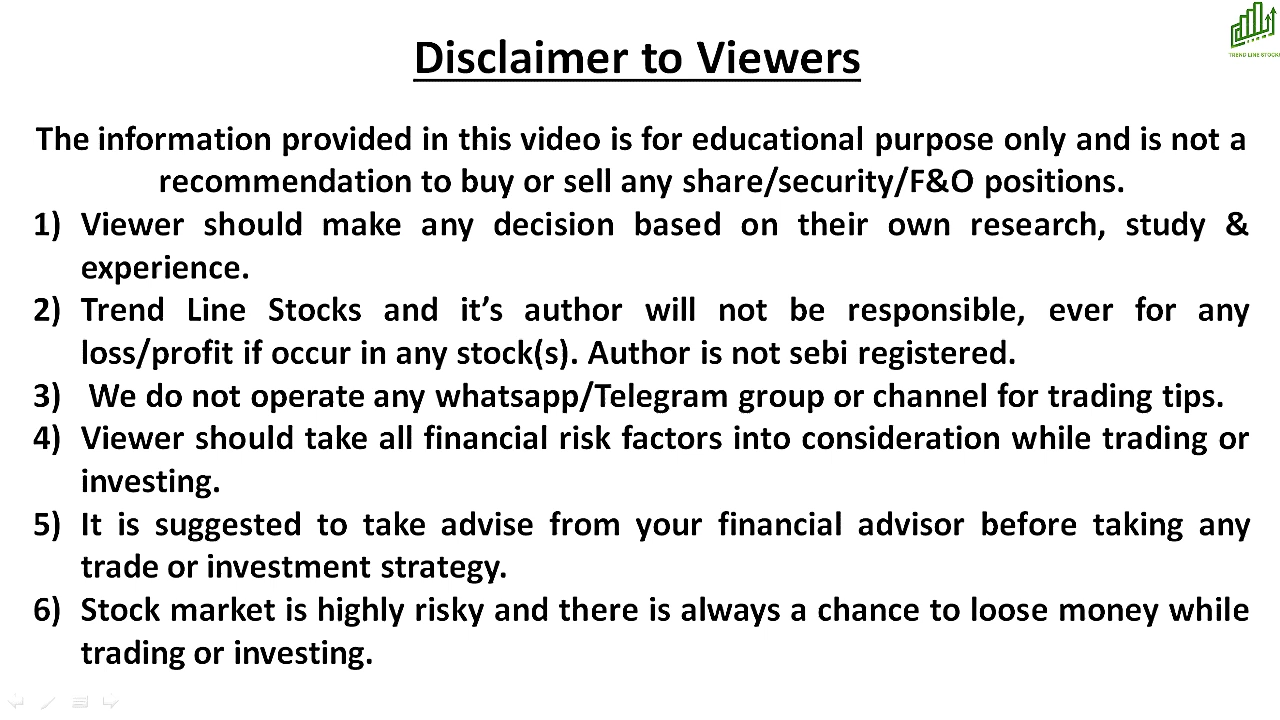 TREND LINE STOCKS
Disclaimer to Viewers
The information provided in this video is for educational purpose only and is not a
recommendation to buy or sell any share/security/F&O positions.
1) Viewer should make any decision based on their own research, study &
experience.
2) Trend Line Stocks and it’s author will not be responsible, ever for any
loss/profit if occur in any stock(s). Author is not sebi registered.
3) We do not operate any whatsapp/Telegram group or channel for trading tips.
4) Viewer should take all financial risk factors into consideration while trading or
investing.
5) It is suggested to take advise from your financial advisor before taking any
trade or investment strategy.
6) Stock market is highly risky and there is always a chance to loose money while
trading or investing.